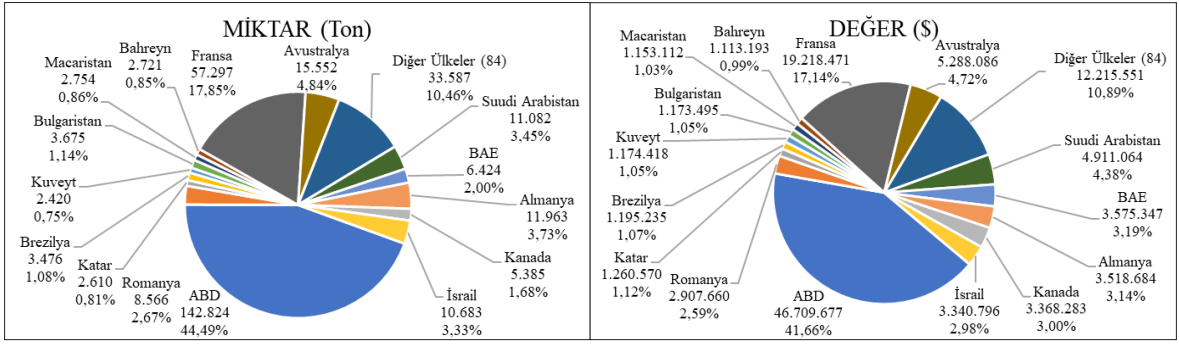 MİKTAR (Ton)
Macaristan
2.754
0,86%
Bahreyn
2.721
0,85%
Fransa
57.297
17,85%
Avustralya
15.552
4,84%
Diğer Ülkeler (84)
33.587
10,46%
Suudi Arabistan
11.082
3,45%
BAE
6.424
2,00%
Almanya
11.963
3,73%
Kanada
5.385
1,68%
İsrail
10.683
3,33%
ABD
142.824
44,49%
Romanya
8.566
2,67%
Katar
2.610
0,81%
Brezilya
3.476
1,08%
Kuveyt
2.420
0,75%
Bulgaristan
3.675
1,14%
DEĞER ($)
Macaristan
1.153.112
1,03%
Bahreyn
1.113.193
0,99%
Fransa
19.218.471
17,14%
Avustralya
5.288.086
4,72%
Diğer Ülkeler (84)
12.215.551
10,89%
Suudi Arabistan
4.911.064
4,38%
BAE
3.575.347
3,19%
Almanya
3.518.684
3,14%
Kanada
3.368.283
3,00%
İsrail
3.340.796
2,98%
ABD
46.709.677
41,66%
Romanya
2.907.660
2,59%
Katar
1.260.570
1,12%
Brezilya
1.195.235
1,07%
Kuveyt
1.174.418
1,05%
Bulgaristan
1.173.495
1,05%